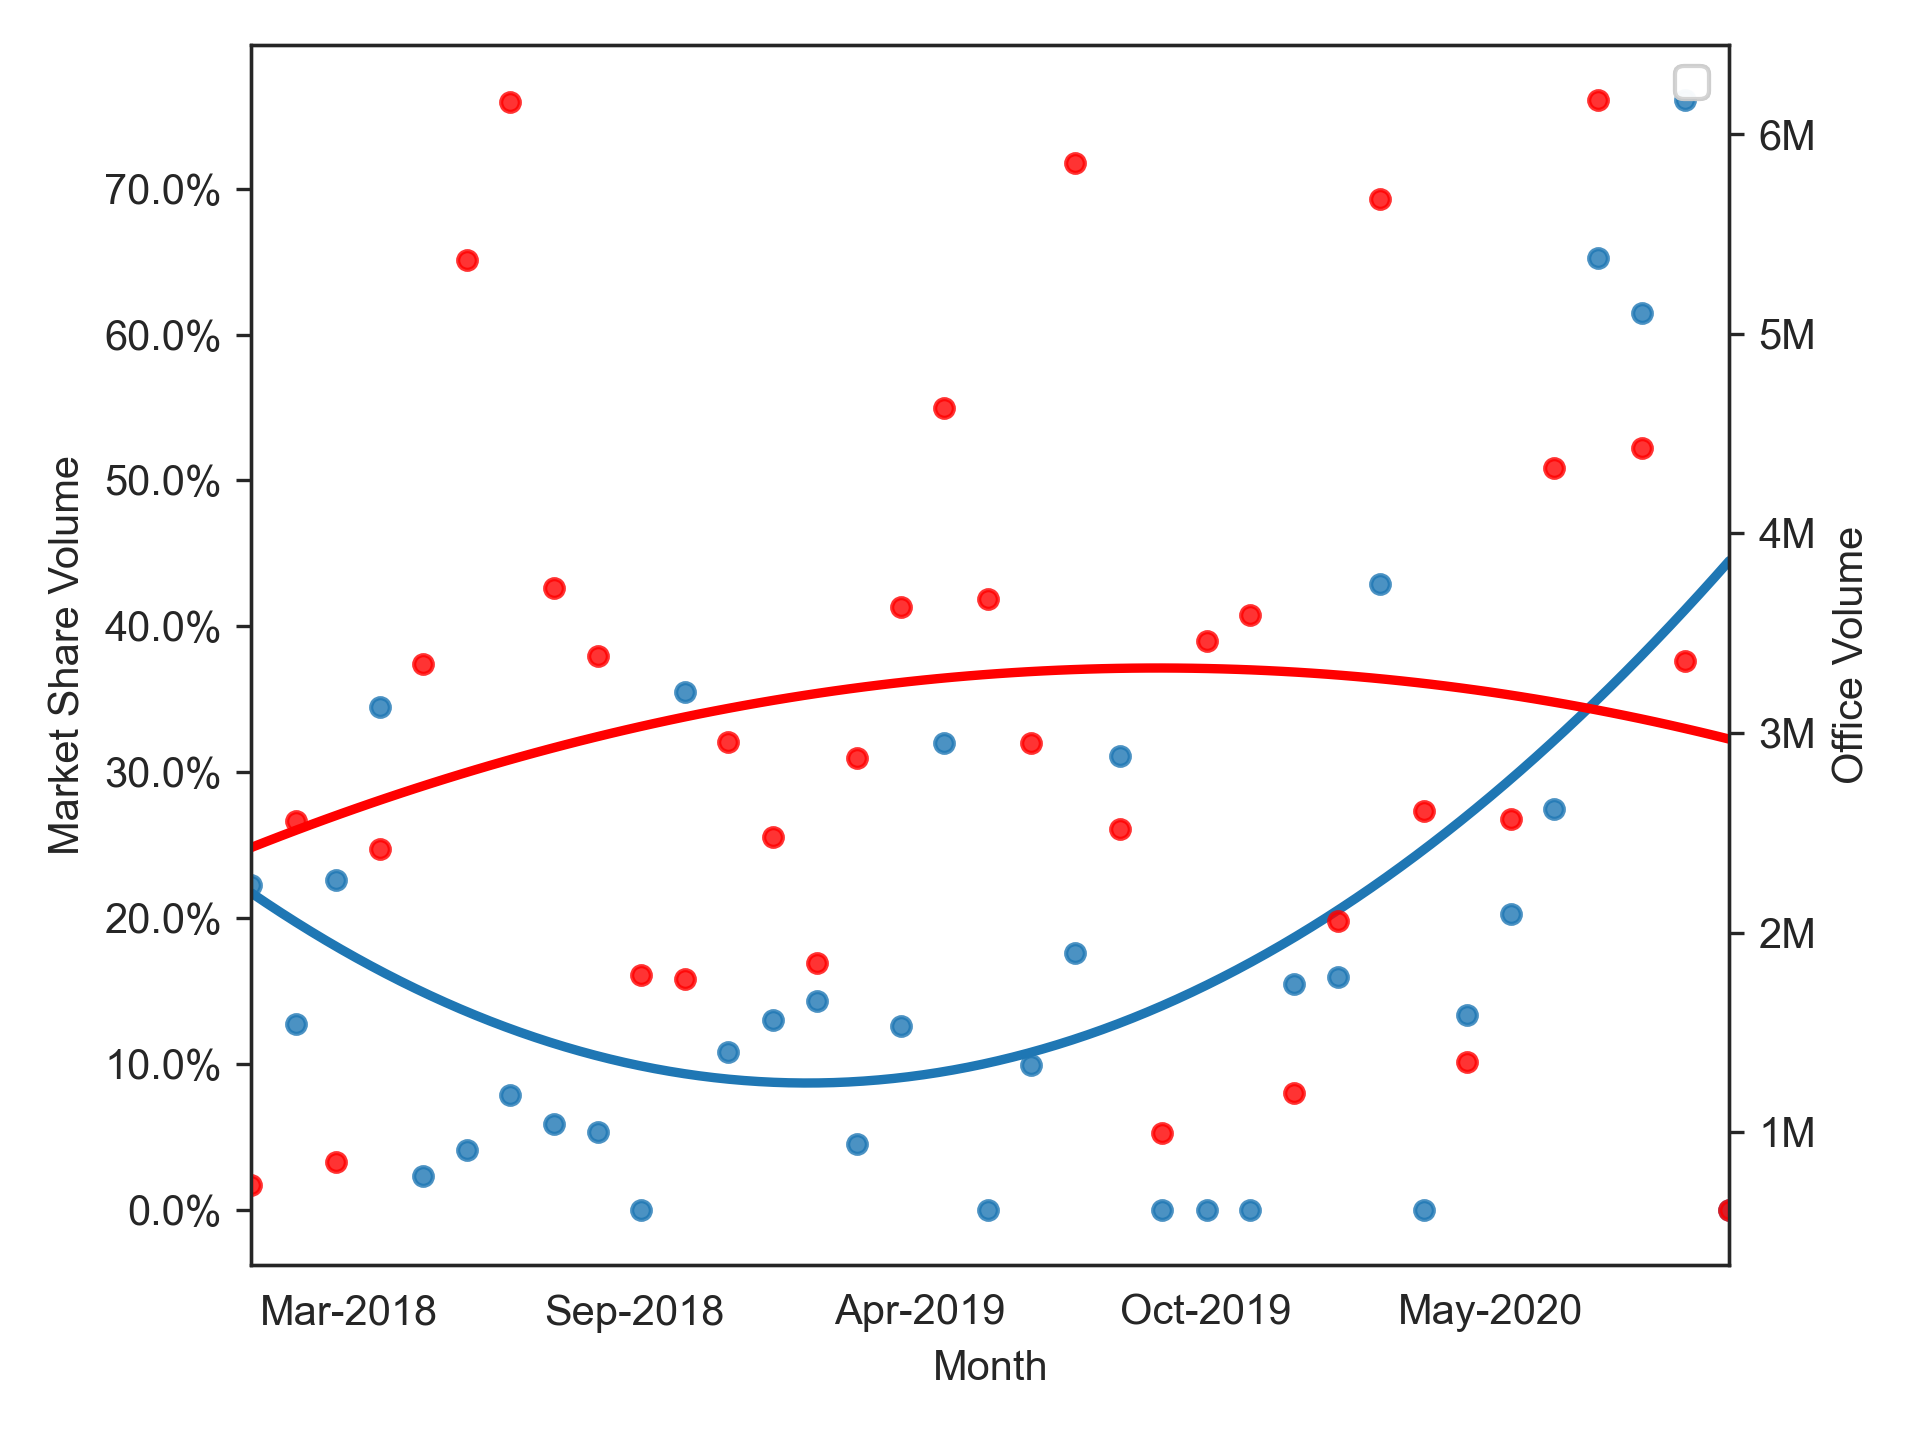 Market Share Volume
70.0%
60.0%
50.0%
40.0%
30.0%
20.0%
10.0%
0.0%
6M
5M
4M
3M
2M
1M
Office Volume
Mar-2018
Sep-2018
Apr-2019
Oct-2019
May-2020
Month